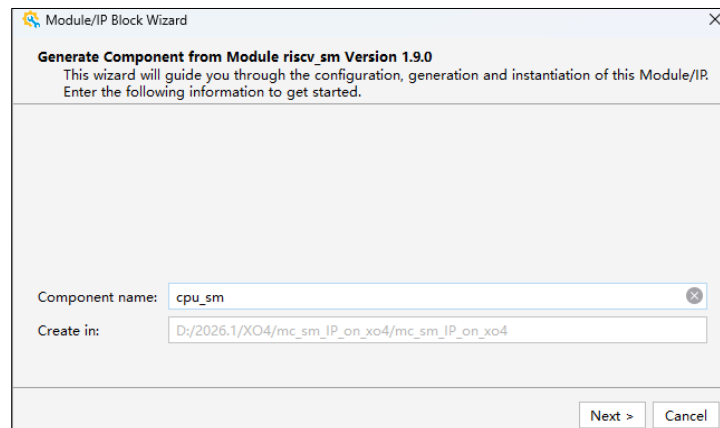 Module/IP Block Wizard
Generate Component from Module riscv_sm Version 1.9.0
This wizard will guide you through the configuration, generation and instantiation of this Module/IP.
Enter the following information to get started.
Component name: cpu_sm
Create in: D:/2026.1/XO4/mc_sm_IP_on_xo4/mc_sm_IP_on_xo4
Next > Cancel